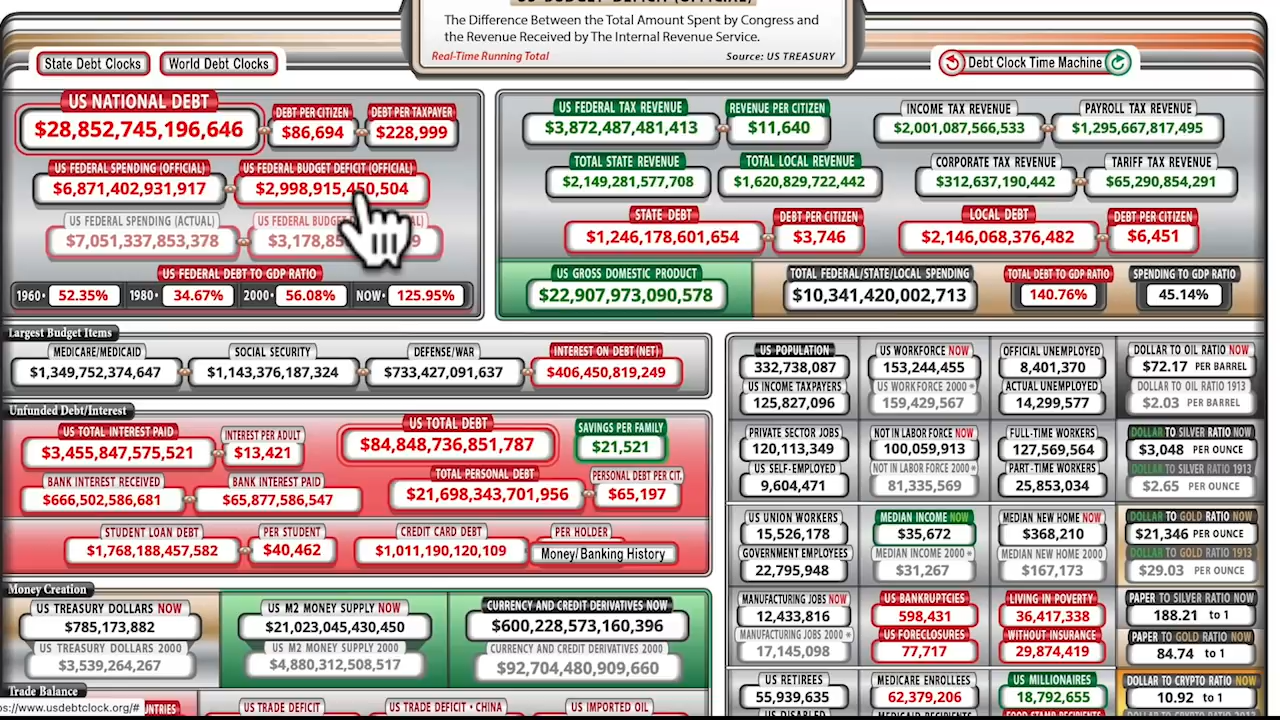 US BUDGET DEFICIT (OFFICIAL)
The Difference Between the Total Amount Spent by Congress and
the Revenue Received by The Internal Revenue Service.
Real-Time Running Total
Source: US TREASURY
State Debt Clocks
World Debt Clocks
Debt Clock Time Machine
US NATIONAL DEBT
$28,852,745,196,646
DEBT PER CITIZEN
$86,694
DEBT PER TAXPAYER
$228,999
US FEDERAL SPENDING (OFFICIAL)
$6,871,402,931,917
US FEDERAL BUDGET DEFICIT (OFFICIAL)
$2,998,915,450,504
US FEDERAL SPENDING (ACTUAL)
$7,051,337,853,378
US FEDERAL DEBT TO GDP RATIO
1960• 52.35% 1980• 34.67% 2000• 56.08% NOW• 125.95%
US FEDERAL TAX REVENUE
$3,872,487,481,413
REVENUE PER CITIZEN
$11,640
INCOME TAX REVENUE
$2,001,087,566,533
PAYROLL TAX REVENUE
$1,295,667,817,495
TOTAL STATE REVENUE
$2,149,281,577,708
TOTAL LOCAL REVENUE
$1,620,829,722,442
CORPORATE TAX REVENUE
$312,637,190,442
TARIFF TAX REVENUE
$65,290,854,291
STATE DEBT
$1,246,178,601,654
DEBT PER CITIZEN
$3,746
LOCAL DEBT
$2,146,068,376,482
DEBT PER CITIZEN
$6,451
US GROSS DOMESTIC PRODUCT
$22,907,973,090,578
TOTAL FEDERAL/STATE/LOCAL SPENDING
$10,341,420,002,713
TOTAL DEBT TO GDP RATIO
140.76%
SPENDING TO GDP RATIO
45.14%
Largest Budget Items
MEDICARE/MEDICAID
$1,349,752,374,647
SOCIAL SECURITY
$1,143,376,187,324
DEFENSE/WAR
$733,427,091,637
INTEREST ON DEBT (NET)
$406,450,819,249
Unfunded Debt/Interest
US TOTAL INTEREST PAID
$3,455,847,575,521
INTEREST PER ADULT
$13,421
US TOTAL DEBT
$84,848,736,851,787
SAVINGS PER FAMILY
$21,521
BANK INTEREST RECEIVED
$666,502,586,681
BANK INTEREST PAID
$65,877,586,547
TOTAL PERSONAL DEBT
$21,698,343,701,956
PERSONAL DEBT PER CIT.
$65,197
STUDENT LOAN DEBT
$1,768,188,457,582
PER STUDENT
$40,462
CREDIT CARD DEBT
$1,011,190,120,109
PER HOLDER
Money/Banking History
Money Creation
US TREASURY DOLLARS NOW
$785,173,882
US TREASURY DOLLARS 2000
$3,539,264,267
US M2 MONEY SUPPLY NOW
$21,023,045,430,450
US M2 MONEY SUPPLY 2000
$4,880,312,508,517
CURRENCY AND CREDIT DERIVATIVES NOW
$600,228,573,160,396
CURRENCY AND CREDIT DERIVATIVES 2000
$92,704,480,909,660
Trade Balance
US TRADE DEFICIT
US TRADE DEFICIT • CHINA
US IMPORTED OIL
US POPULATION
332,738,087
US INCOME TAXPAYERS
125,827,096
US WORKFORCE NOW
153,244,455
US WORKFORCE 2000
159,429,567
OFFICIAL UNEMPLOYED
8,401,370
ACTUAL UNEMPLOYED
14,299,577
DOLLAR TO OIL RATIO NOW
$72.17 PER BARREL
DOLLAR TO OIL RATIO 1913
$2.03 PER BARREL
PRIVATE SECTOR JOBS
120,113,349
US SELF-EMPLOYED
9,604,471
NOT IN LABOR FORCE NOW
100,059,913
NOT IN LABOR FORCE 2000
81,335,569
FULL-TIME WORKERS
127,569,564
PART-TIME WORKERS
25,853,034
DOLLAR TO SILVER RATIO NOW
$3,048 PER OUNCE
DOLLAR TO SILVER RATIO 1913
$2.65 PER OUNCE
US UNION WORKERS
15,526,178
GOVERNMENT EMPLOYEES
22,795,948
MEDIAN INCOME NOW
$35,672
MEDIAN INCOME 2000
$31,267
MEDIAN NEW HOME NOW
$368,210
MEDIAN NEW HOME 2000
$167,173
DOLLAR TO GOLD RATIO NOW
$21,346 PER OUNCE
DOLLAR TO GOLD RATIO 1913
$29.03 PER OUNCE
MANUFACTURING JOBS NOW
12,433,816
MANUFACTURING JOBS 2000
17,145,098
US BANKRUPTCIES
598,431
US FORECLOSURES
77,717
LIVING IN POVERTY
36,417,338
WITHOUT INSURANCE
29,874,419
PAPER TO SILVER RATIO NOW
188.21 to 1
PAPER TO GOLD RATIO NOW
84.74 to 1
US RETIREES
55,939,635
US DISABLED
MEDICARE ENROLLEES
62,379,206
MEDICAID RECIPIENTS
US MILLIONAIRES
18,792,655
FOOD STAMP RECIPIENTS
DOLLAR TO CRYPTO RATIO NOW
10.92 to 1
ps://www.usdebtclock.org/#